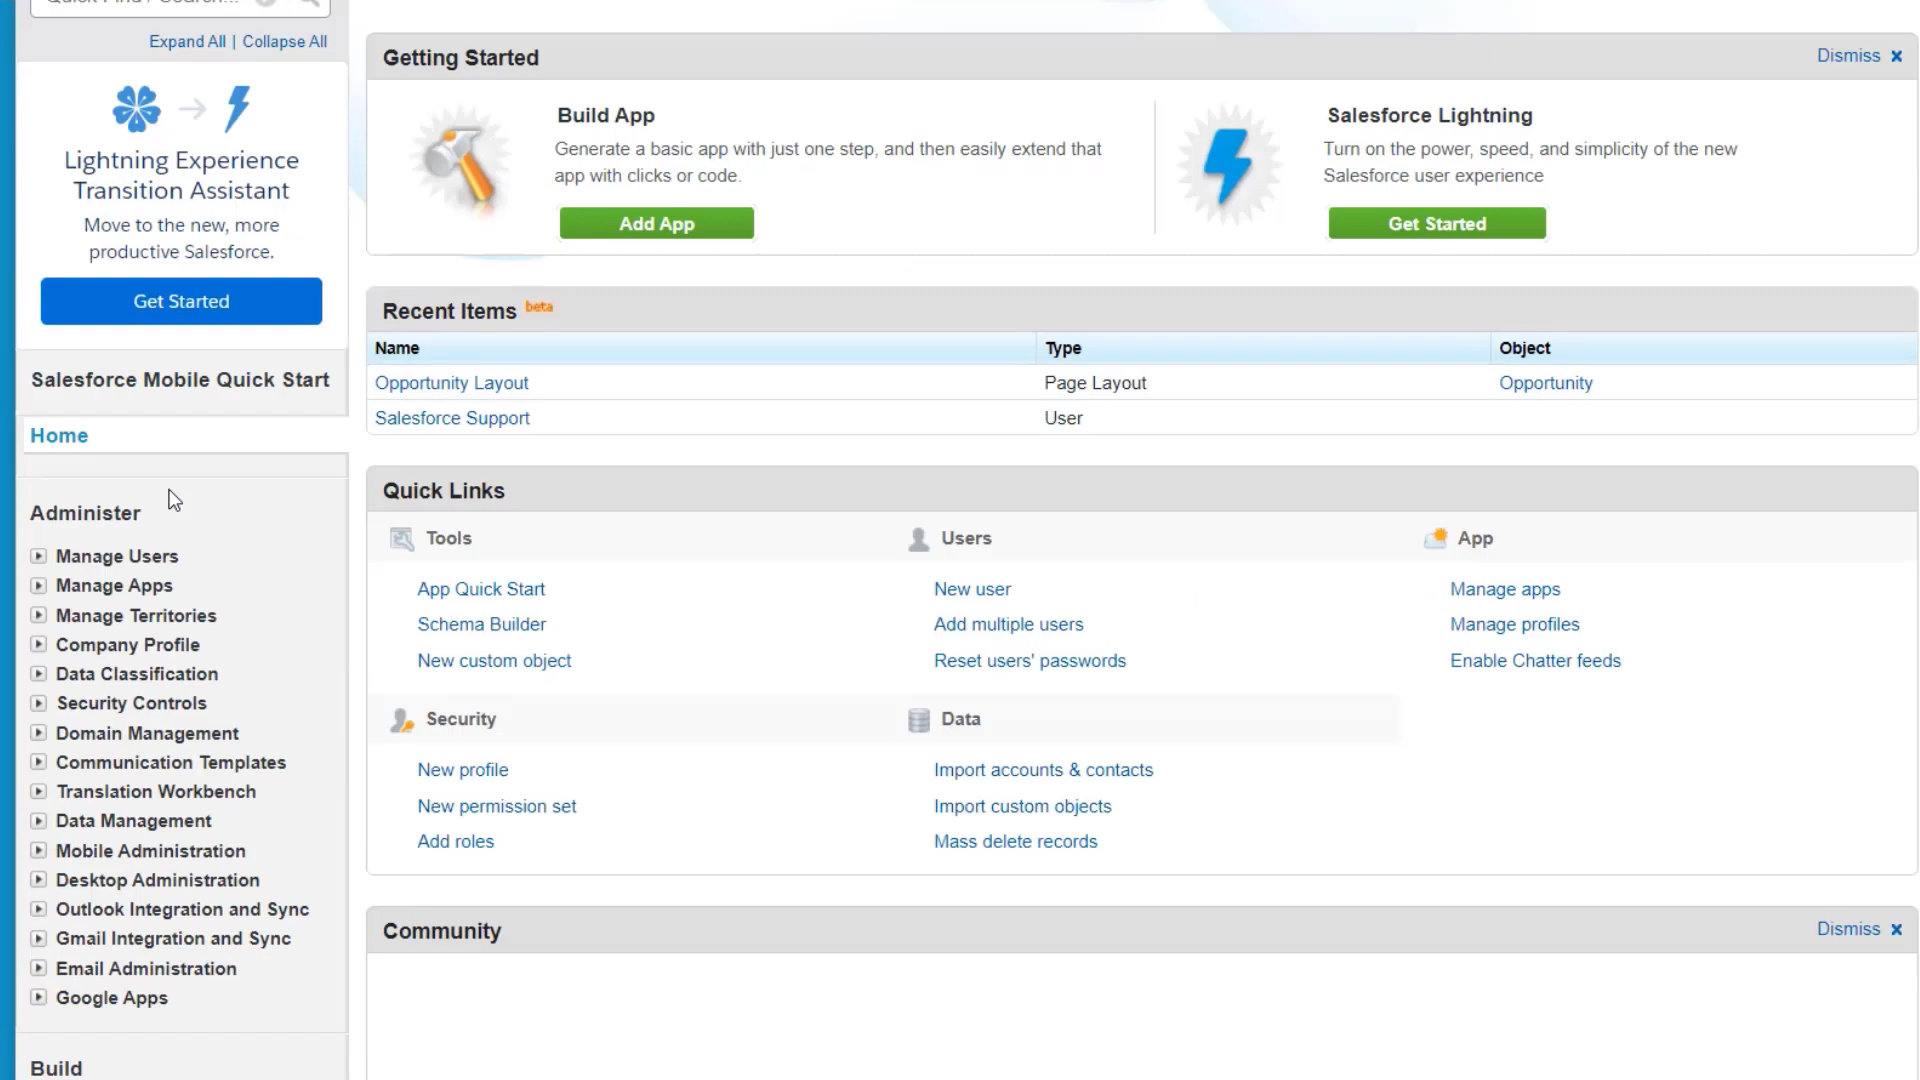 Quick Find / Search...
Expand All | Collapse All
Lightning Experience
Transition Assistant
Move to the new, more
productive Salesforce.
Get Started
Salesforce Mobile Quick Start
Home
Administer
Manage Users
Manage Apps
Manage Territories
Company Profile
Data Classification
Security Controls
Domain Management
Communication Templates
Translation Workbench
Data Management
Mobile Administration
Desktop Administration
Outlook Integration and Sync
Gmail Integration and Sync
Email Administration
Google Apps
Build
Getting Started
Dismiss
Build App
Generate a basic app with just one step, and then easily extend that
app with clicks or code.
Add App
Salesforce Lightning
Turn on the power, speed, and simplicity of the new
Salesforce user experience
Get Started
Recent Items beta
Name Type Object
Opportunity Layout Page Layout Opportunity
Salesforce Support User
Quick Links
Tools
App Quick Start
Schema Builder
New custom object
Users
New user
Add multiple users
Reset users' passwords
App
Manage apps
Manage profiles
Enable Chatter feeds
Security
New profile
New permission set
Add roles
Data
Import accounts & contacts
Import custom objects
Mass delete records
Community
Dismiss